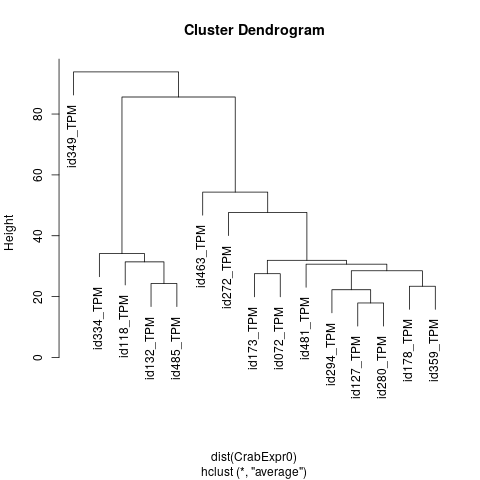 Cluster Dendrogram
Height
0
20
40
60
80
id349_TPM
id334_TPM
id118_TPM
id132_TPM
id485_TPM
id463_TPM
id272_TPM
id173_TPM
id072_TPM
id481_TPM
id294_TPM
id127_TPM
id280_TPM
id178_TPM
id359_TPM
dist(CrabExpr0)
hclust (*, "average")